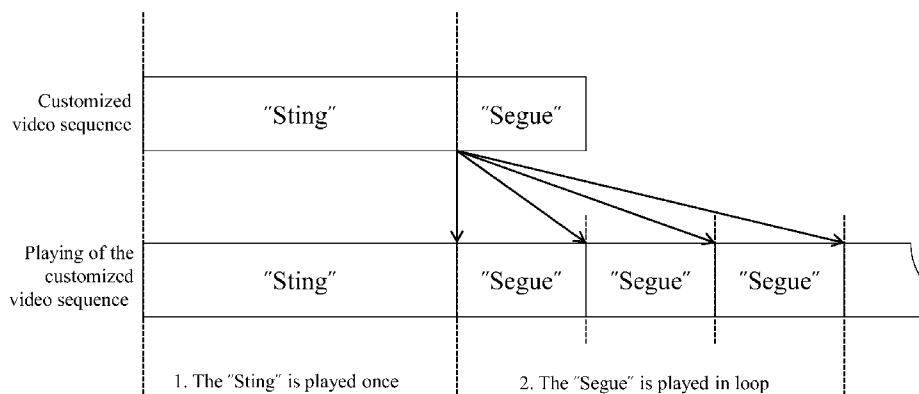 Customized
video sequence
"Sting"
"Segue"
Playing of the
customized
video sequence
"Sting"
"Segue"
"Segue"
"Segue"
1. The "Sting" is played once
2. The "Segue" is played in loop